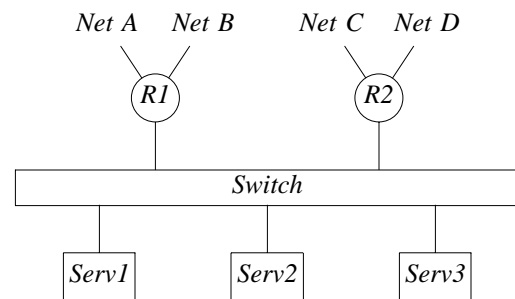 Net A Net B Net C Net D
R1 R2
Switch
Serv1 Serv2 Serv3